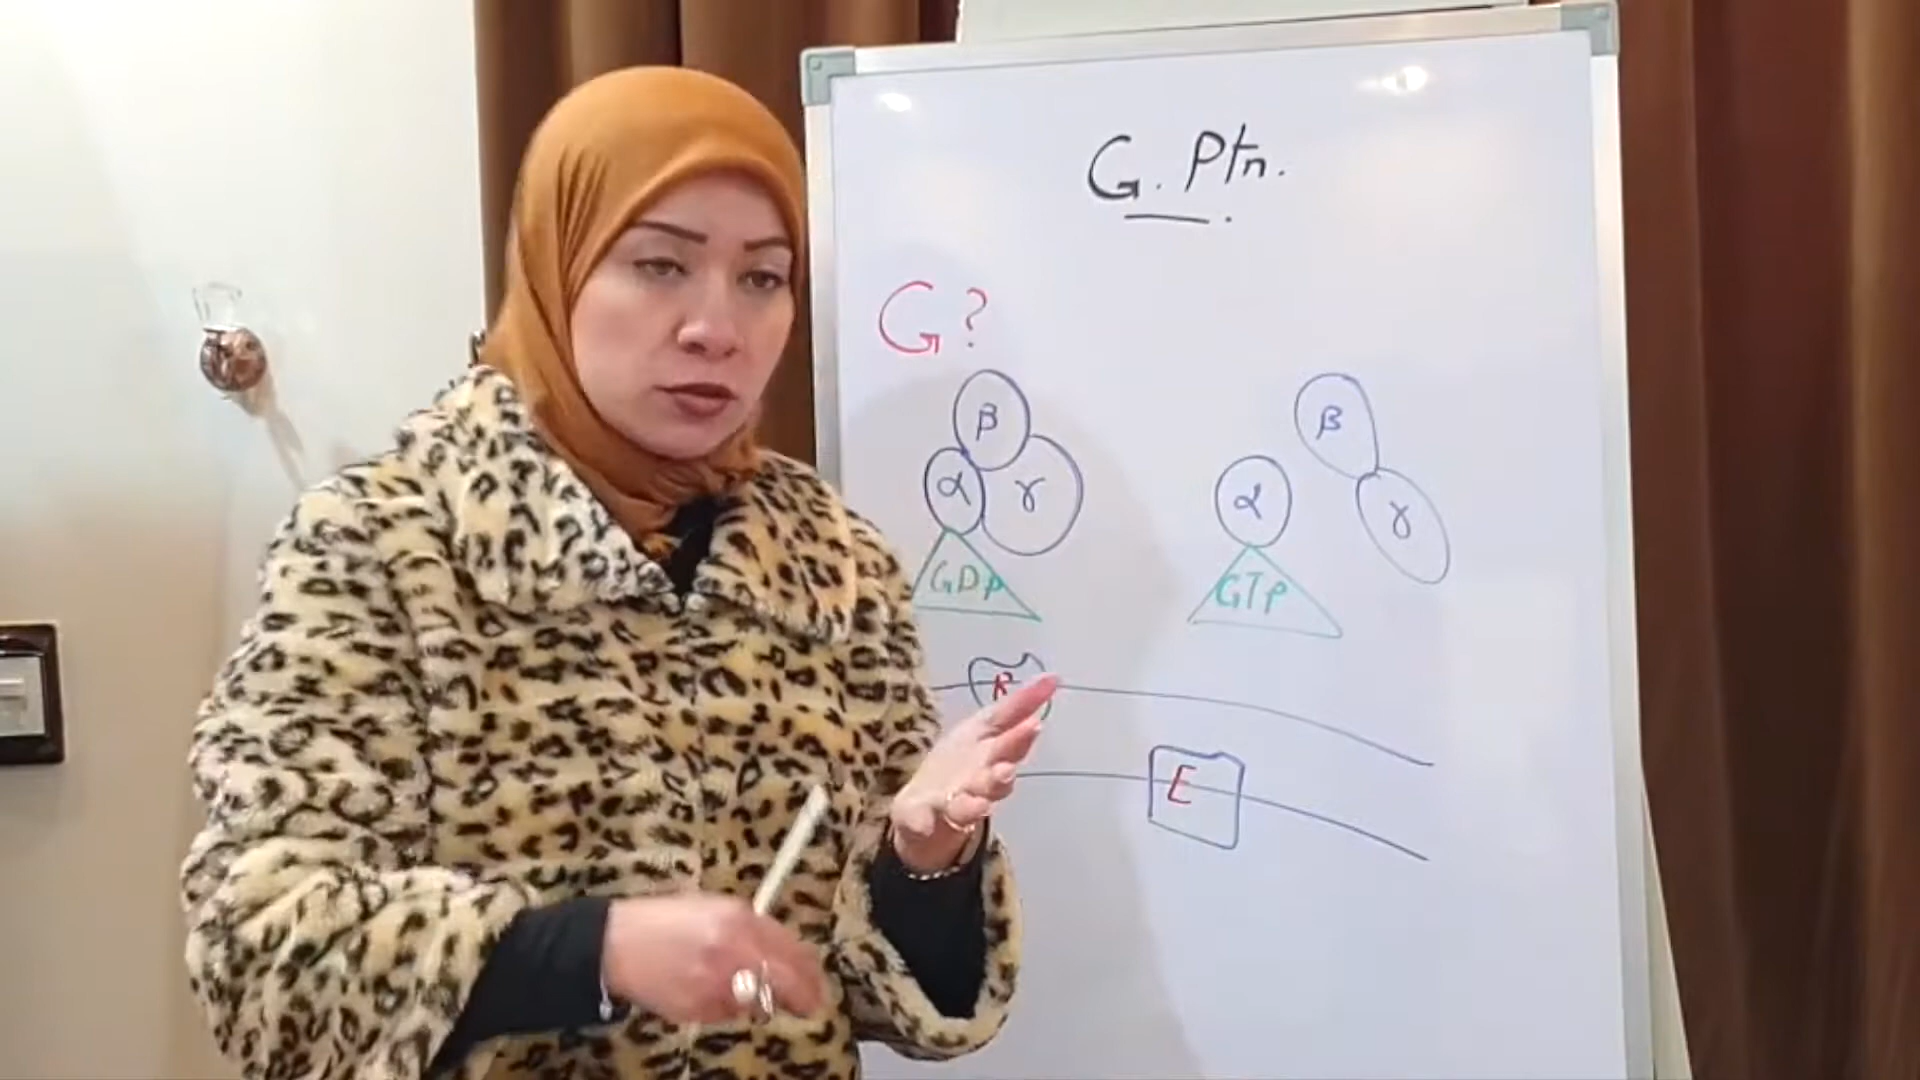 G. Ptn.
G?
β β
α γ α γ
GDP GTP
R
E